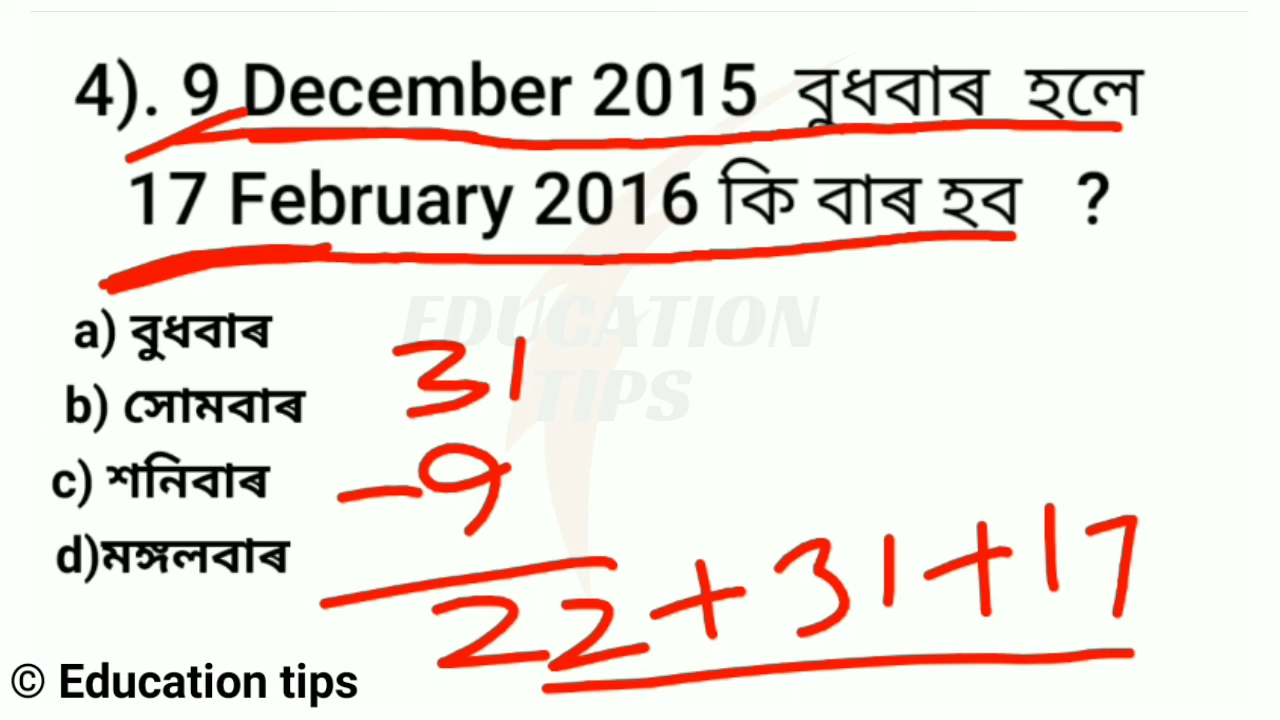 4). 9 December 2015 বুধবাৰ হলে
17 February 2016 কি বাৰ হব ?
EDUCATION
TIPS
a) বুধবাৰ
b) সোমবাৰ
c) শনিবাৰ
d)মঙ্গলবাৰ
31
-9
22+31+17
© Education tips